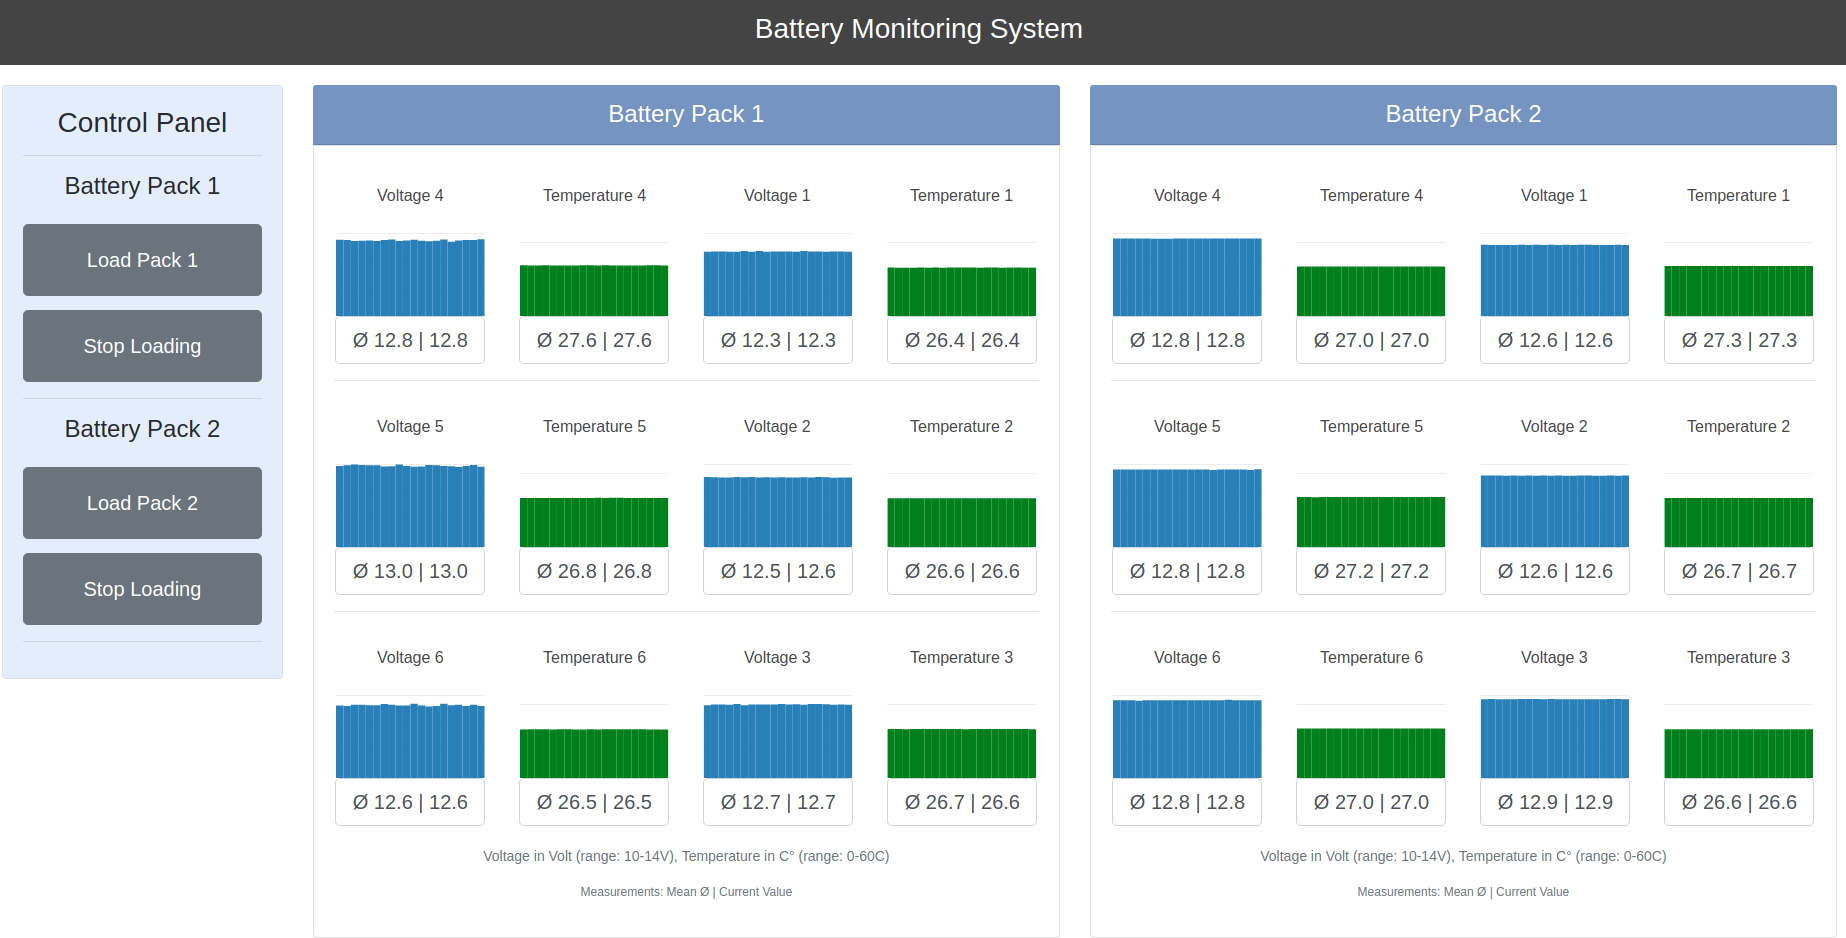 Battery Monitoring System
Control Panel
Battery Pack 1
Load Pack 1
Stop Loading
Battery Pack 2
Load Pack 2
Stop Loading
Battery Pack 1
Voltage 4 Temperature 4 Voltage 1 Temperature 1
Ø 12.8 | 12.8 Ø 27.6 | 27.6 Ø 12.3 | 12.3 Ø 26.4 | 26.4
Voltage 5 Temperature 5 Voltage 2 Temperature 2
Ø 13.0 | 13.0 Ø 26.8 | 26.8 Ø 12.5 | 12.6 Ø 26.6 | 26.6
Voltage 6 Temperature 6 Voltage 3 Temperature 3
Ø 12.6 | 12.6 Ø 26.5 | 26.5 Ø 12.7 | 12.7 Ø 26.7 | 26.6
Voltage in Volt (range: 10-14V), Temperature in C° (range: 0-60C)
Measurements: Mean Ø | Current Value
Battery Pack 2
Voltage 4 Temperature 4 Voltage 1 Temperature 1
Ø 12.8 | 12.8 Ø 27.0 | 27.0 Ø 12.6 | 12.6 Ø 27.3 | 27.3
Voltage 5 Temperature 5 Voltage 2 Temperature 2
Ø 12.8 | 12.8 Ø 27.2 | 27.2 Ø 12.6 | 12.6 Ø 26.7 | 26.7
Voltage 6 Temperature 6 Voltage 3 Temperature 3
Ø 12.8 | 12.8 Ø 27.0 | 27.0 Ø 12.9 | 12.9 Ø 26.6 | 26.6
Voltage in Volt (range: 10-14V), Temperature in C° (range: 0-60C)
Measurements: Mean Ø | Current Value